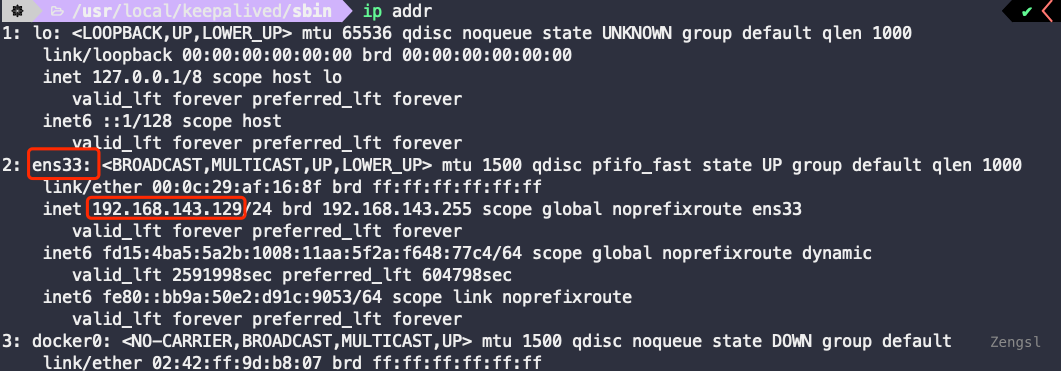 /usr/local/keepalived/sbin ip addr ✔
1: lo: <LOOPBACK,UP,LOWER_UP> mtu 65536 qdisc noqueue state UNKNOWN group default qlen 1000
link/loopback 00:00:00:00:00:00 brd 00:00:00:00:00:00
inet 127.0.0.1/8 scope host lo
valid_lft forever preferred_lft forever
inet6 ::1/128 scope host
valid_lft forever preferred_lft forever
2: ens33: <BROADCAST,MULTICAST,UP,LOWER_UP> mtu 1500 qdisc pfifo_fast state UP group default qlen 1000
link/ether 00:0c:29:af:16:8f brd ff:ff:ff:ff:ff:ff
inet 192.168.143.129/24 brd 192.168.143.255 scope global noprefixroute ens33
valid_lft forever preferred_lft forever
inet6 fd15:4ba5:5a2b:1008:11aa:5f2a:f648:77c4/64 scope global noprefixroute dynamic
valid_lft 2591998sec preferred_lft 604798sec
inet6 fe80::bb9a:50e2:d91c:9053/64 scope link noprefixroute
valid_lft forever preferred_lft forever
3: docker0: <NO-CARRIER,BROADCAST,MULTICAST,UP> mtu 1500 qdisc noqueue state DOWN group default
Zengsl
link/ether 02:42:ff:9d:b8:07 brd ff:ff:ff:ff:ff:ff